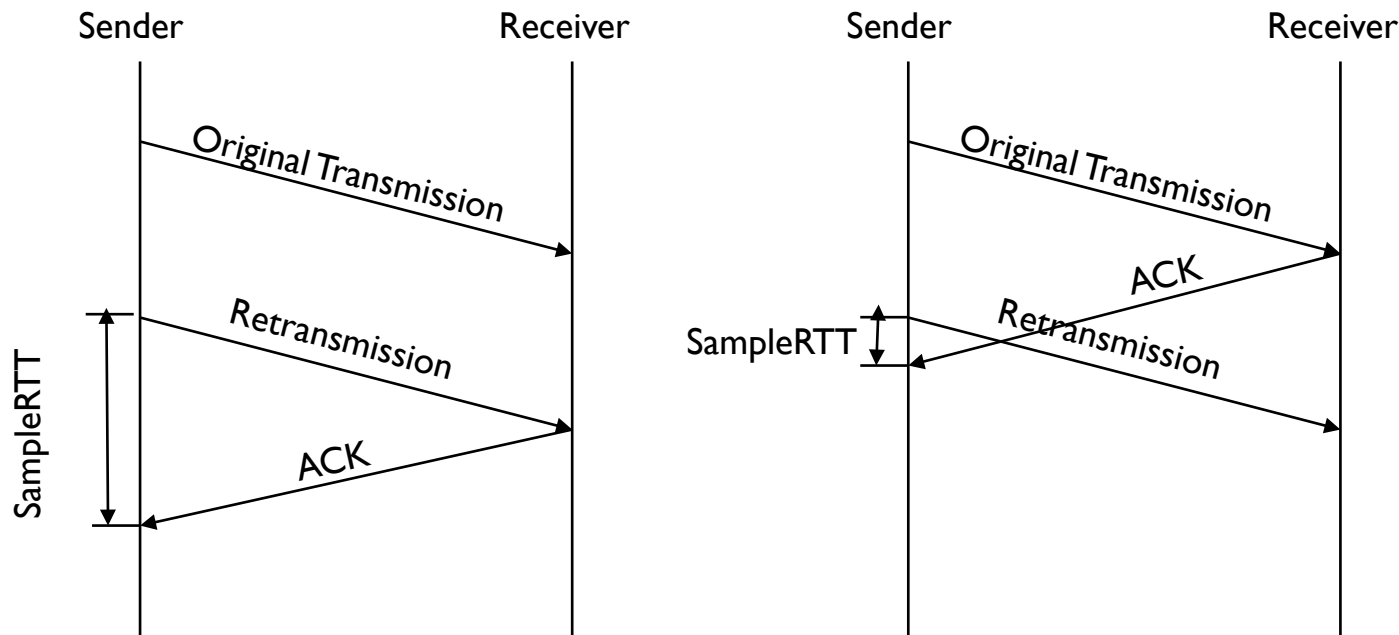 Sender
Receiver
Original Transmission
Retransmission
SampleRTT
ACK
Sender
Receiver
Original Transmission
ACK
Retransmission
SampleRTT